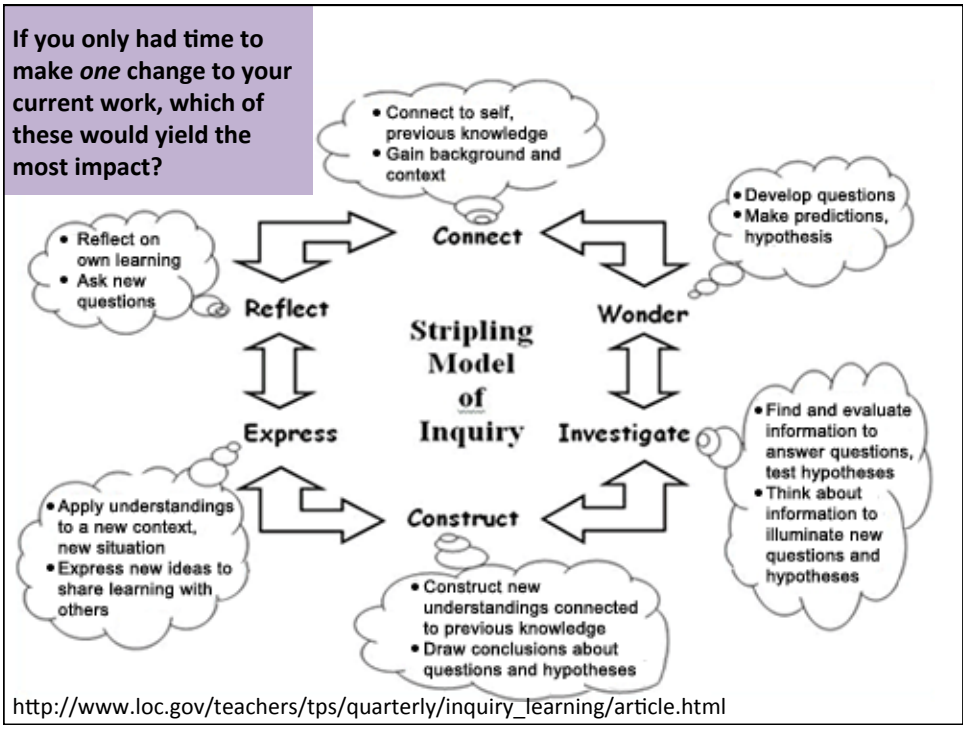 If you only had time to
make one change to your
current work, which of
these would yield the
most impact?
• Connect to self,
previous knowledge
• Gain background and
context
Connect
• Develop questions
• Make predictions,
hypothesis
Wonder
• Reflect on
own learning
• Ask new
questions
Reflect
Stripling
Model
of
Inquiry
Investigate
• Find and evaluate
information to
answer questions,
test hypotheses
• Think about
information to
illuminate new
questions and
hypotheses
Express
• Apply understandings
to a new context,
new situation
• Express new ideas to
share learning with
others
Construct
• Construct new
understandings connected
to previous knowledge
• Draw conclusions about
questions and hypotheses
http://www.loc.gov/teachers/tps/quarterly/inquiry_learning/article.html